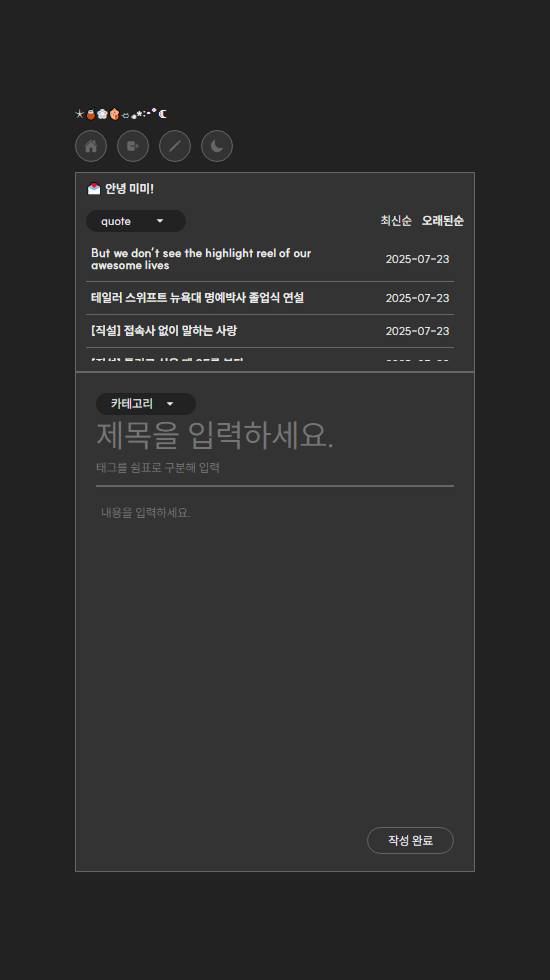 안녕 미미!
quote
최신순 오래된순
But we don't see the highlight reel of our
awesome lives
2025-07-23
테일러 스위프트 뉴욕대 명예박사 졸업식 연설 2025-07-23
[직설] 접속사 없이 말하는 사랑 2025-07-23
카테고리
제목을 입력하세요.
태그를 쉼표로 구분해 입력
내용을 입력하세요.
작성 완료